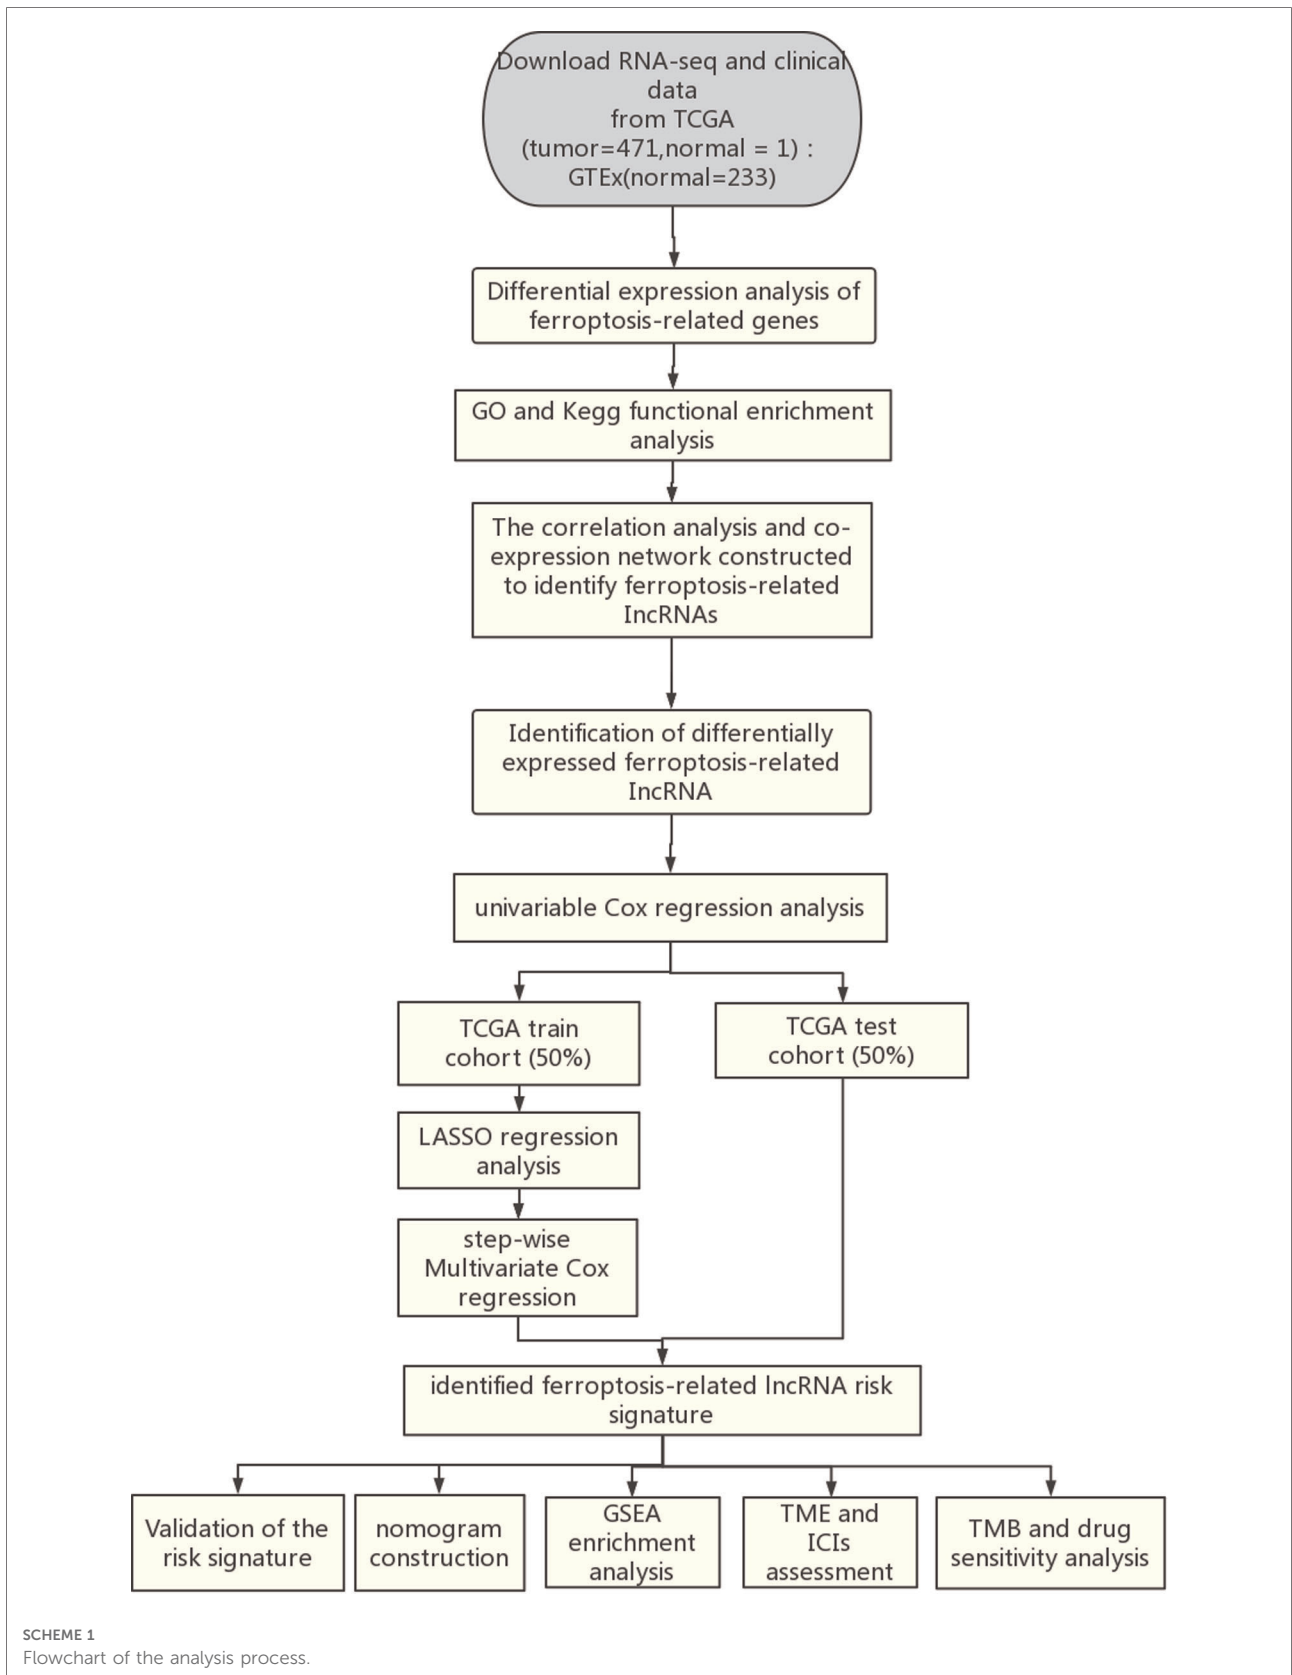 Download RNA-seq and clinical
data
from TCGA
(tumor=471,normal = 1) :
GTEx(normal=233)
Differential expression analysis of
ferroptosis-related genes
GO and Kegg functional enrichment
analysis
The correlation analysis and co-
expression network constructed
to identify ferroptosis-related
lncRNAs
Identification of differentially
expressed ferroptosis-related
lncRNA
univariable Cox regression analysis
TCGA train
cohort (50%)
TCGA test
cohort (50%)
LASSO regression
analysis
step-wise
Multivariate Cox
regression
identified ferroptosis-related lncRNA risk
signature
Validation of the
risk signature
nomogram
construction
GSEA
enrichment
analysis
TME and
ICIs
assessment
TMB and drug
sensitivity analysis
SCHEME 1
Flowchart of the analysis process.